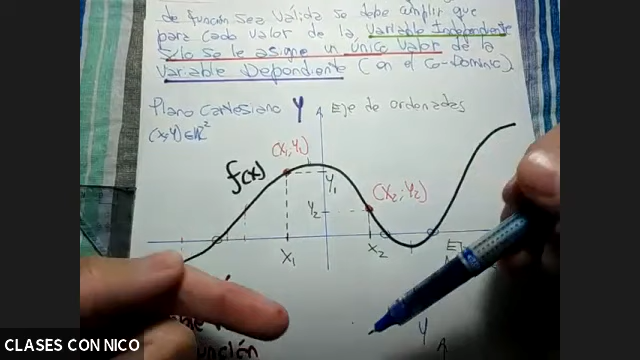 de función sea válida se debe cumplir que
para cada valor de la Variable Independiente
sólo se le asigne un único valor de la
Variable Dependiente (en el Co-Dominio).
Plano Cartesiano Y Eje de ordenadas
(x,y) ∈ ℝ²
(X₁;Y₁)
f(x)
Y₁
(X₂;Y₂)
Y₂
X₁
X₂
Y
CLASES CON NICO